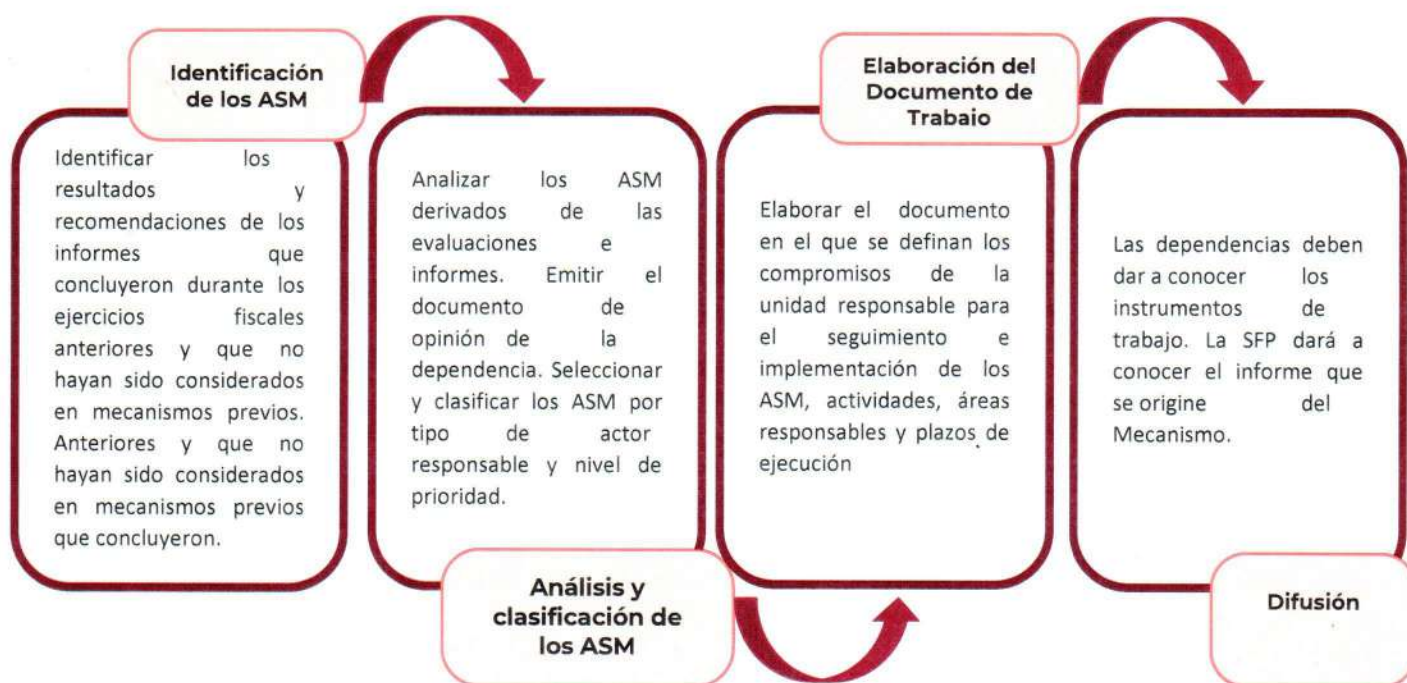 Identificación
de los ASM
Identificar los
resultados y
recomendaciones de los
informes que
concluyeron durante los
ejercicios fiscales
anteriores y que no
hayan sido considerados
en mecanismos previos.
Anteriores y que no
hayan sido considerados
en mecanismos previos
que concluyeron.
Análisis y
clasificación de
los ASM
Analizar los ASM
derivados de las
evaluaciones e
informes. Emitir el
documento de
opinión de la
dependencia. Seleccionar
y clasificar los ASM por
tipo de actor
responsable y nivel de
prioridad.
Elaboración del
Documento de
Trabaio
Elaborar el documento
en el que se definan los
compromisos de la
unidad responsable para
el seguimiento e
implementación de los
ASM, actividades, áreas
responsables y plazos de
ejecución
Difusión
Las dependencias deben
dar a conocer los
instrumentos de
trabajo. La SFP dará a
conocer el informe que
se origine del
Mecanismo.